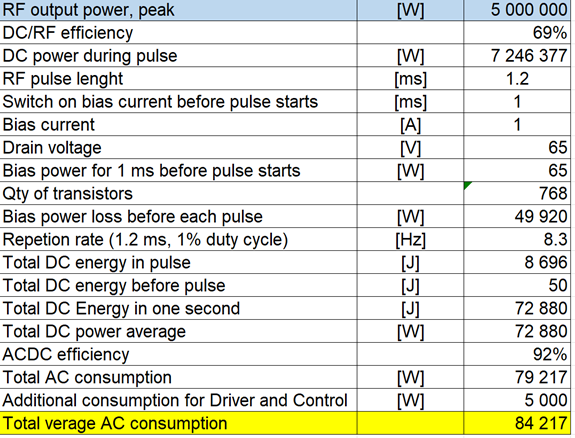 RF output power, peak [W] 5 000 000
DC/RF efficiency 69%
DC power during pulse [W] 7 246 377
RF pulse lenght [ms] 1.2
Switch on bias current before pulse starts [ms] 1
Bias current [A] 1
Drain voltage [V] 65
Bias power for 1 ms before pulse starts [W] 65
Qty of transistors 768
Bias power loss before each pulse [W] 49 920
Repetion rate (1.2 ms, 1% duty cycle) [Hz] 8.3
Total DC energy in pulse [J] 8 696
Total DC energy before pulse [J] 50
Total DC Energy in one second [J] 72 880
Total DC power average [W] 72 880
ACDC efficiency 92%
Total AC consumption [W] 79 217
Additional consumption for Driver and Control [W] 5 000
Total verage AC consumption 84 217